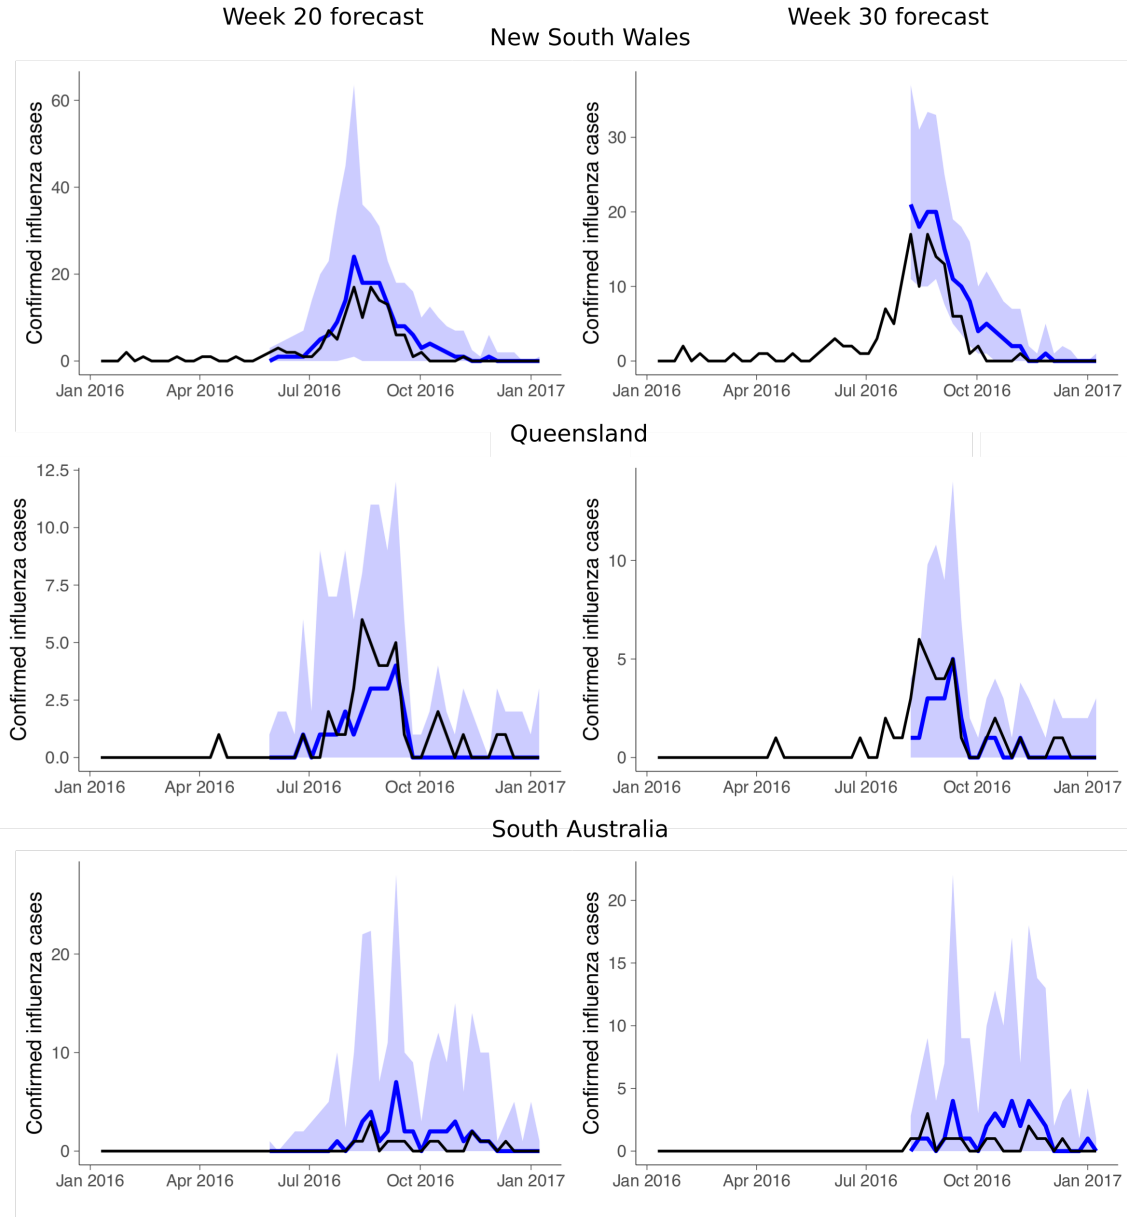 Week 20 forecast Week 30 forecast
New South Wales
Confirmed influenza cases
60
40
20
0
Jan 2016 Apr 2016 Jul 2016 Oct 2016 Jan 2017
Confirmed influenza cases
30
20
10
0
Jan 2016 Apr 2016 Jul 2016 Oct 2016 Jan 2017
Queensland
Confirmed influenza cases
12.5
10.0
7.5
5.0
2.5
0.0
Jan 2016 Apr 2016 Jul 2016 Oct 2016 Jan 2017
Confirmed influenza cases
10
5
0
Jan 2016 Apr 2016 Jul 2016 Oct 2016 Jan 2017
South Australia
Confirmed influenza cases
20
10
0
Jan 2016 Apr 2016 Jul 2016 Oct 2016 Jan 2017
Confirmed influenza cases
20
15
10
5
0
Jan 2016 Apr 2016 Jul 2016 Oct 2016 Jan 2017